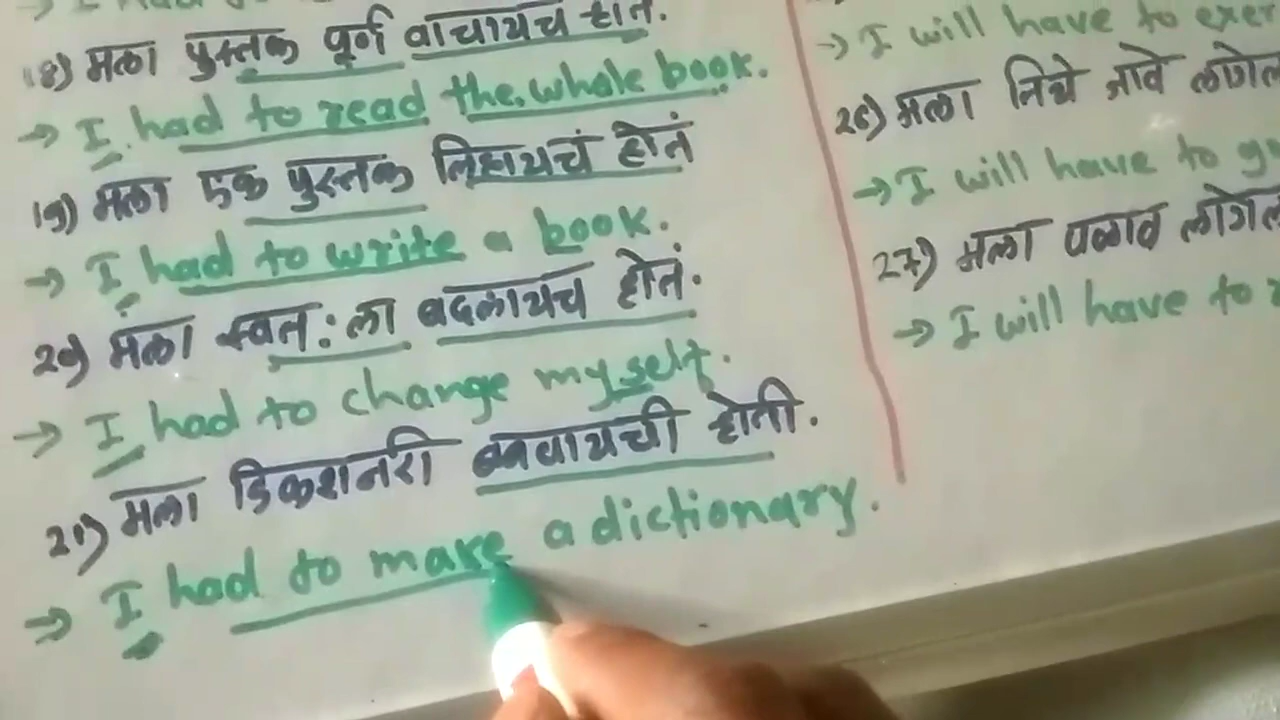 18) मला पुस्तक पूर्ण वाचायचं होतं.
→ I had to read the whole book.
19) मला एक पुस्तक लिहायचं होतं
→ I had to write a book.
20) मला स्वत:ला बदलायचं होतं.
→ I had to change myself.
21) मला डिक्शनरी बनवायची होती.
→ I had to make a dictionary.
→ I will have to exer
26) मला निघे जावे लागेल
→ I will have to g
27) मला पळावं लागेल
→ I will have to r